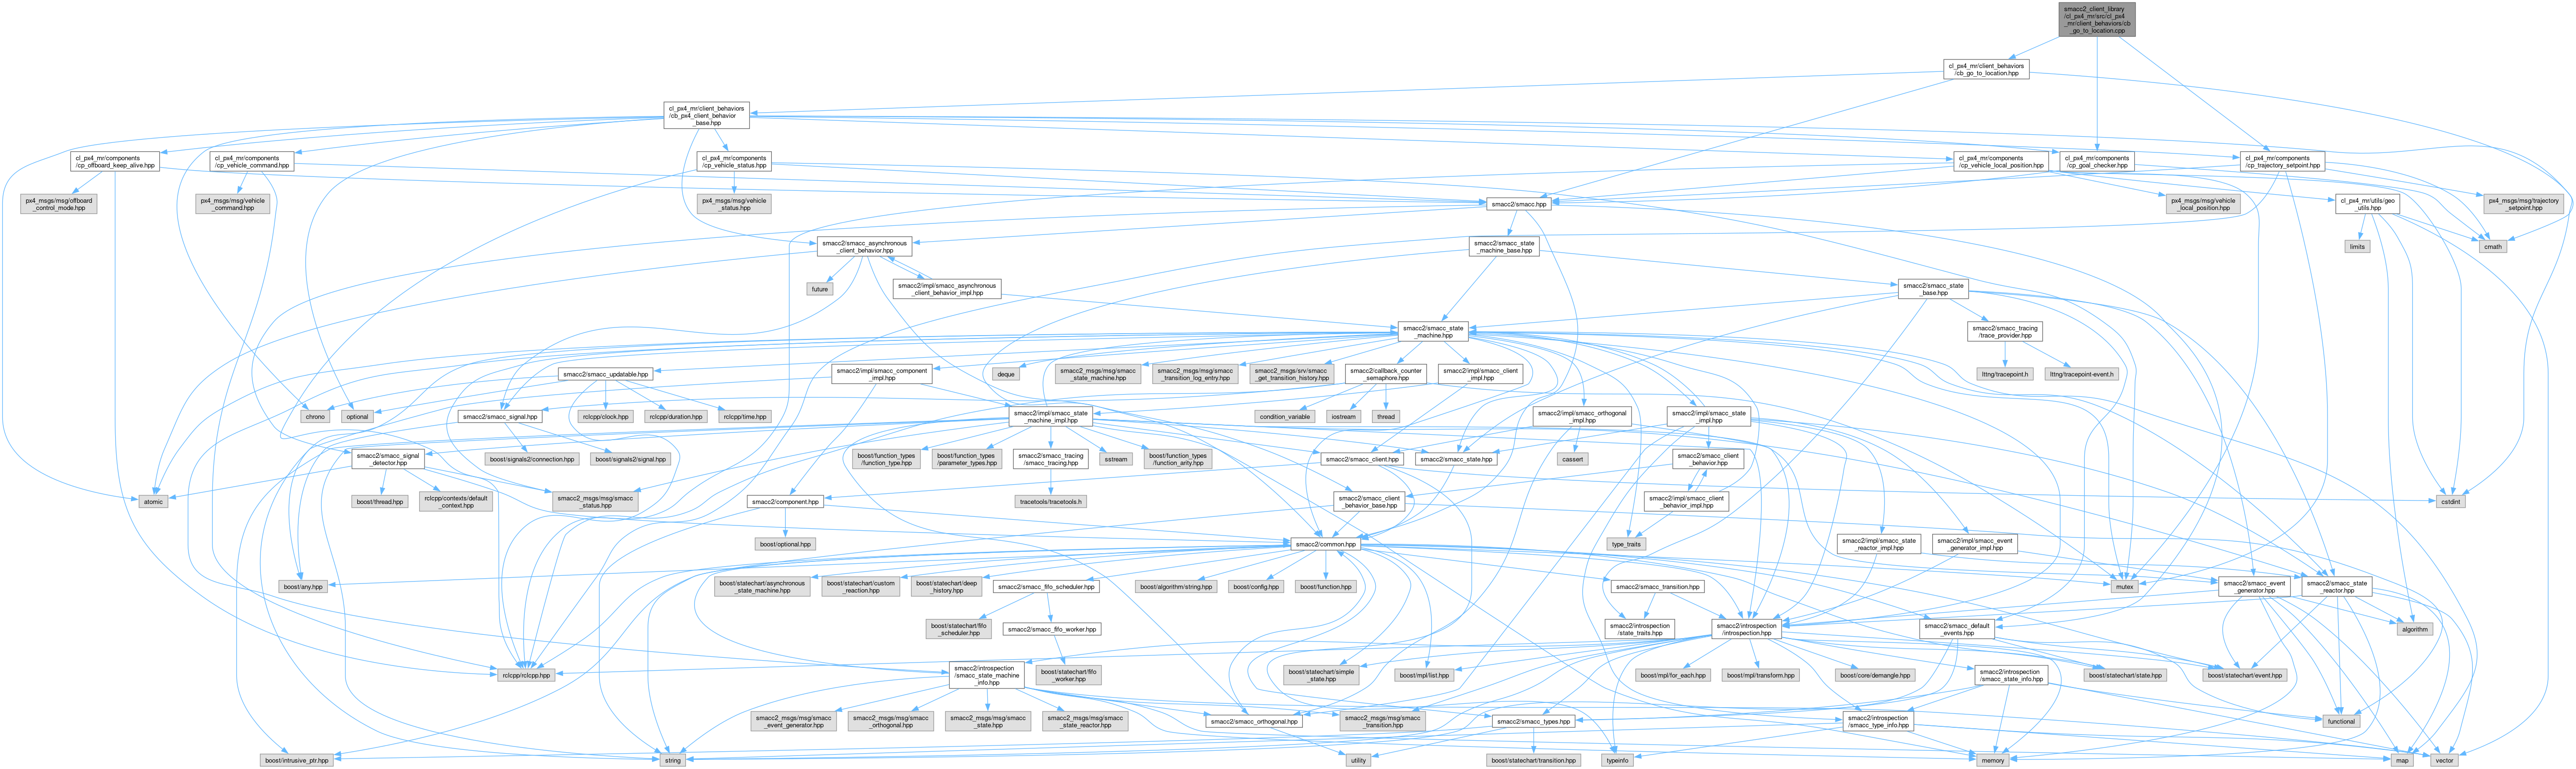 smacc2_client_library
/cl_px4_mr/src/cl_px4
_mr/client_behaviors/cb
_go_to_location.cpp
cl_px4_mr/client_behaviors
/cb_go_to_location.hpp
cl_px4_mr/client_behaviors
/cb_px4_client_behavior
_base.hpp
cl_px4_mr/components
/cp_offboard_keep_alive.hpp
cl_px4_mr/components
/cp_vehicle_command.hpp
cl_px4_mr/components
/cp_vehicle_status.hpp
cl_px4_mr/components
/cp_vehicle_local_position.hpp
cl_px4_mr/components
/cp_goal_checker.hpp
cl_px4_mr/components
/cp_trajectory_setpoint.hpp
px4_msgs/msg/offboard
_control_mode.hpp
px4_msgs/msg/vehicle
_command.hpp
px4_msgs/msg/vehicle
_status.hpp
smacc2/smacc.hpp
px4_msgs/msg/vehicle
_local_position.hpp
cl_px4_mr/utils/geo
_utils.hpp
px4_msgs/msg/trajectory
_setpoint.hpp
smacc2/smacc_asynchronous
_client_behavior.hpp
smacc2/smacc_state
_machine_base.hpp
limits
cmath
future
smacc2/impl/smacc_asynchronous
_client_behavior_impl.hpp
smacc2/smacc_state
_base.hpp
smacc2/smacc_state
_machine.hpp
smacc2/smacc_tracing
/trace_provider.hpp
smacc2/smacc_updatable.hpp
smacc2/impl/smacc_component
_impl.hpp
deque
smacc2_msgs/msg/smacc
_state_machine.hpp
smacc2_msgs/msg/smacc
_transition_log_entry.hpp
smacc2_msgs/srv/smacc
_get_transition_history.hpp
smacc2/callback_counter
_semaphore.hpp
smacc2/impl/smacc_client
_impl.hpp
lttng/tracepoint.h
lttng/tracepoint-event.h
chrono
optional
rclcpp/clock.hpp
rclcpp/duration.hpp
rclcpp/time.hpp
smacc2/smacc_signal.hpp
smacc2/impl/smacc_state
_machine_impl.hpp
condition_variable
iostream
thread
smacc2/impl/smacc_orthogonal
_impl.hpp
smacc2/impl/smacc_state
_impl.hpp
smacc2/smacc_signal
_detector.hpp
boost/signals2/connection.hpp
boost/signals2/signal.hpp
boost/function_types
/function_type.hpp
boost/function_types
/parameter_types.hpp
smacc2/smacc_tracing
/smacc_tracing.hpp
sstream
boost/function_types
/function_arity.hpp
smacc2/smacc_client.hpp
smacc2/smacc_state.hpp
cassert
smacc2/smacc_client
_behavior.hpp
atomic
boost/thread.hpp
rclcpp/contexts/default
_context.hpp
smacc2_msgs/msg/smacc
_status.hpp
smacc2/component.hpp
tracetools/tracetools.h
smacc2/smacc_client
_behavior_base.hpp
smacc2/impl/smacc_client
_behavior_impl.hpp
cstdint
boost/optional.hpp
smacc2/common.hpp
type_traits
smacc2/impl/smacc_state
_reactor_impl.hpp
smacc2/impl/smacc_event
_generator_impl.hpp
boost/any.hpp
boost/statechart/asynchronous
_state_machine.hpp
boost/statechart/custom
_reaction.hpp
boost/statechart/deep
_history.hpp
smacc2/smacc_fifo_scheduler.hpp
boost/algorithm/string.hpp
boost/config.hpp
boost/function.hpp
smacc2/smacc_transition.hpp
mutex
smacc2/smacc_event
_generator.hpp
smacc2/smacc_state
_reactor.hpp
boost/statechart/fifo
_scheduler.hpp
smacc2/smacc_fifo_worker.hpp
smacc2/introspection
/state_traits.hpp
smacc2/introspection
/introspection.hpp
smacc2/smacc_default
_events.hpp
algorithm
rclcpp/rclcpp.hpp
smacc2/introspection
/smacc_state_machine
_info.hpp
boost/statechart/fifo
_worker.hpp
boost/statechart/simple
_state.hpp
boost/mpl/list.hpp
boost/mpl/for_each.hpp
boost/mpl/transform.hpp
boost/core/demangle.hpp
smacc2/introspection
/smacc_state_info.hpp
boost/statechart/state.hpp
boost/statechart/event.hpp
smacc2_msgs/msg/smacc
_event_generator.hpp
smacc2_msgs/msg/smacc
_orthogonal.hpp
smacc2_msgs/msg/smacc
_state.hpp
smacc2_msgs/msg/smacc
_state_reactor.hpp
smacc2/smacc_orthogonal.hpp
smacc2_msgs/msg/smacc
_transition.hpp
smacc2/smacc_types.hpp
smacc2/introspection
/smacc_type_info.hpp
functional
boost/intrusive_ptr.hpp
string
utility
boost/statechart/transition.hpp
typeinfo
memory
map
vector